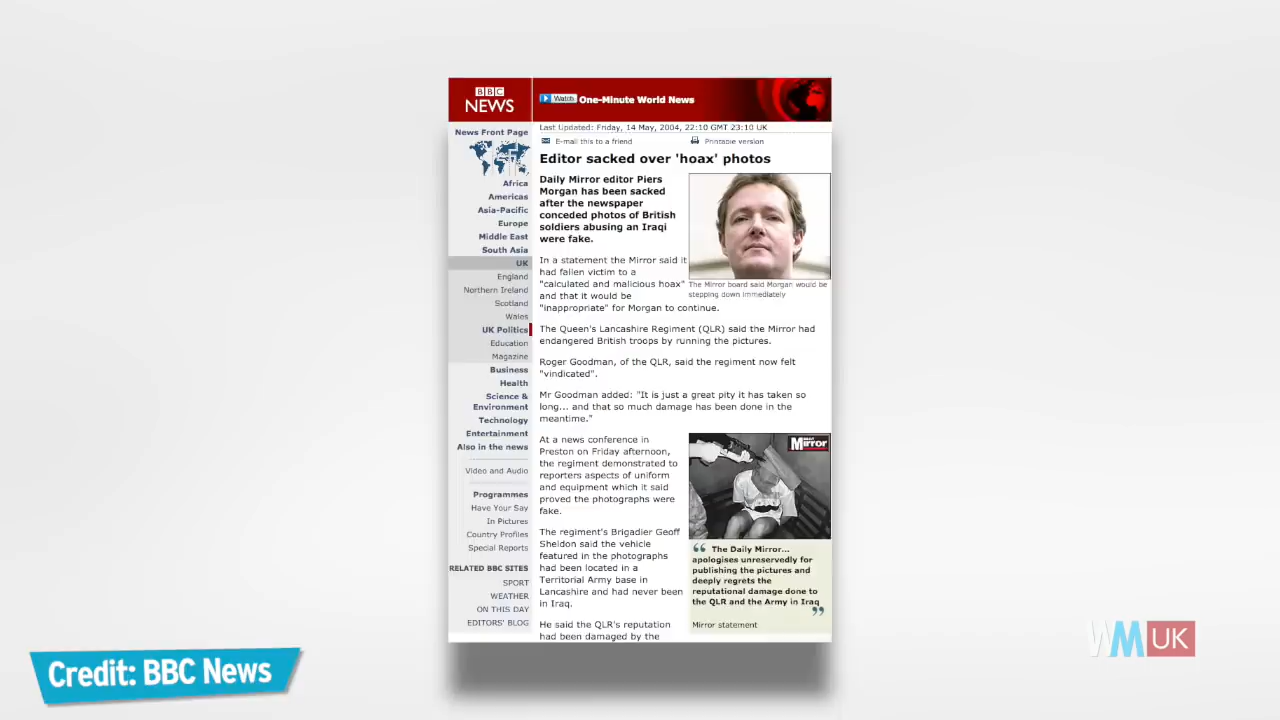 BBC
NEWS
Watch One-Minute World News
Last Updated: Friday, 14 May, 2004, 22:10 GMT 23:10 UK
E-mail this to a friend
Printable version
News Front Page
Africa
Americas
Asia-Pacific
Europe
Middle East
South Asia
UK
England
Northern Ireland
Scotland
Wales
UK Politics
Education
Magazine
Business
Health
Science &
Environment
Technology
Entertainment
Also in the news
Video and Audio
Programmes
Have Your Say
In Pictures
Country Profiles
Special Reports
RELATED BBC SITES
SPORT
WEATHER
ON THIS DAY
EDITORS' BLOG
Editor sacked over 'hoax' photos
Daily Mirror editor Piers
Morgan has been sacked
after the newspaper
conceded photos of British
soldiers abusing an Iraqi
were fake.
In a statement the Mirror said it
had fallen victim to a
"calculated and malicious hoax"
and that it would be
"inappropriate" for Morgan to continue.
The Mirror board said Morgan would be
stepping down immediately
The Queen's Lancashire Regiment (QLR) said the Mirror had
endangered British troops by running the pictures.
Roger Goodman, of the QLR, said the regiment now felt
"vindicated".
Mr Goodman added: "It is just a great pity it has taken so
long... and that so much damage has been done in the
meantime."
At a news conference in
Preston on Friday afternoon,
the regiment demonstrated to
reporters aspects of uniform
and equipment which it said
proved the photographs were
fake.
The regiment's Brigadier Geoff
Sheldon said the vehicle
featured in the photographs
had been located in a
Territorial Army base in
Lancashire and had never been
in Iraq.
He said the QLR's reputation
had been damaged by the
Mirror
“ The Daily Mirror...
apologises unreservedly for
publishing the pictures and
deeply regrets the
reputational damage done to
the QLR and the Army in Iraq
”
Mirror statement
Credit: BBC News
WM UK